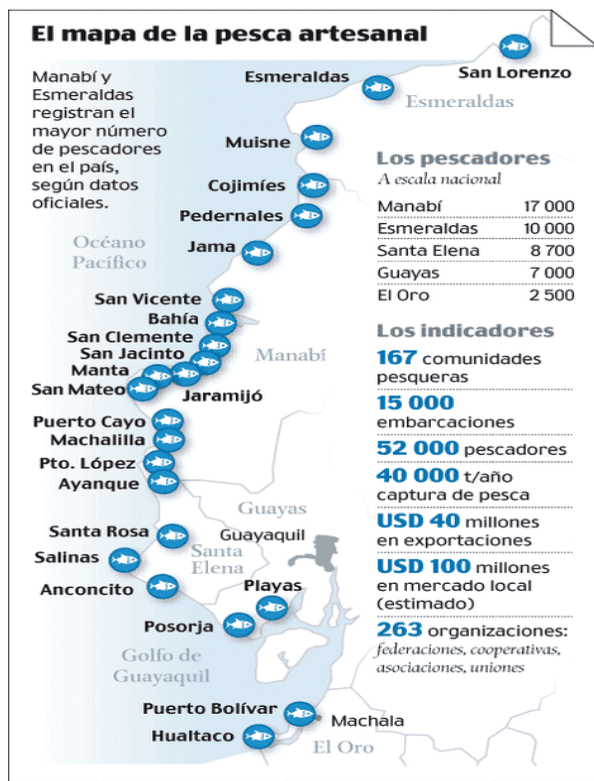 El mapa de la pesca artesanal
Manabí y
Esmeraldas
registran el
mayor número
de pescadores
en el país,
según datos
oficiales.
San Lorenzo
Esmeraldas
Esmeraldas
Muisne
Cojimíes
Pedernales
Océano
Pacífico
Jama
San Vicente
Bahía
San Clemente
San Jacinto
Manabí
Manta
San Mateo
Jaramijó
Puerto Cayo
Machalilla
Pto. López
Ayangue
Guayas
Santa Rosa
Guayaquil
Santa
Elena
Salinas
Anconcito
Playas
Posorja
Golfo de
Guayaquil
Puerto Bolívar
Machala
Hualtaco
El Oro
Los pescadores
A escala nacional
Manabí 17 000
Esmeraldas 10 000
Santa Elena 8 700
Guayas 7 000
El Oro 2 500
Los indicadores
167 comunidades
pesqueras
15 000
embarcaciones
52 000 pescadores
40 000 t/año
captura de pesca
USD 40 millones
en exportaciones
USD 100 millones
en mercado local
(estimado)
263 organizaciones:
federaciones, cooperativas,
asociaciones, uniones